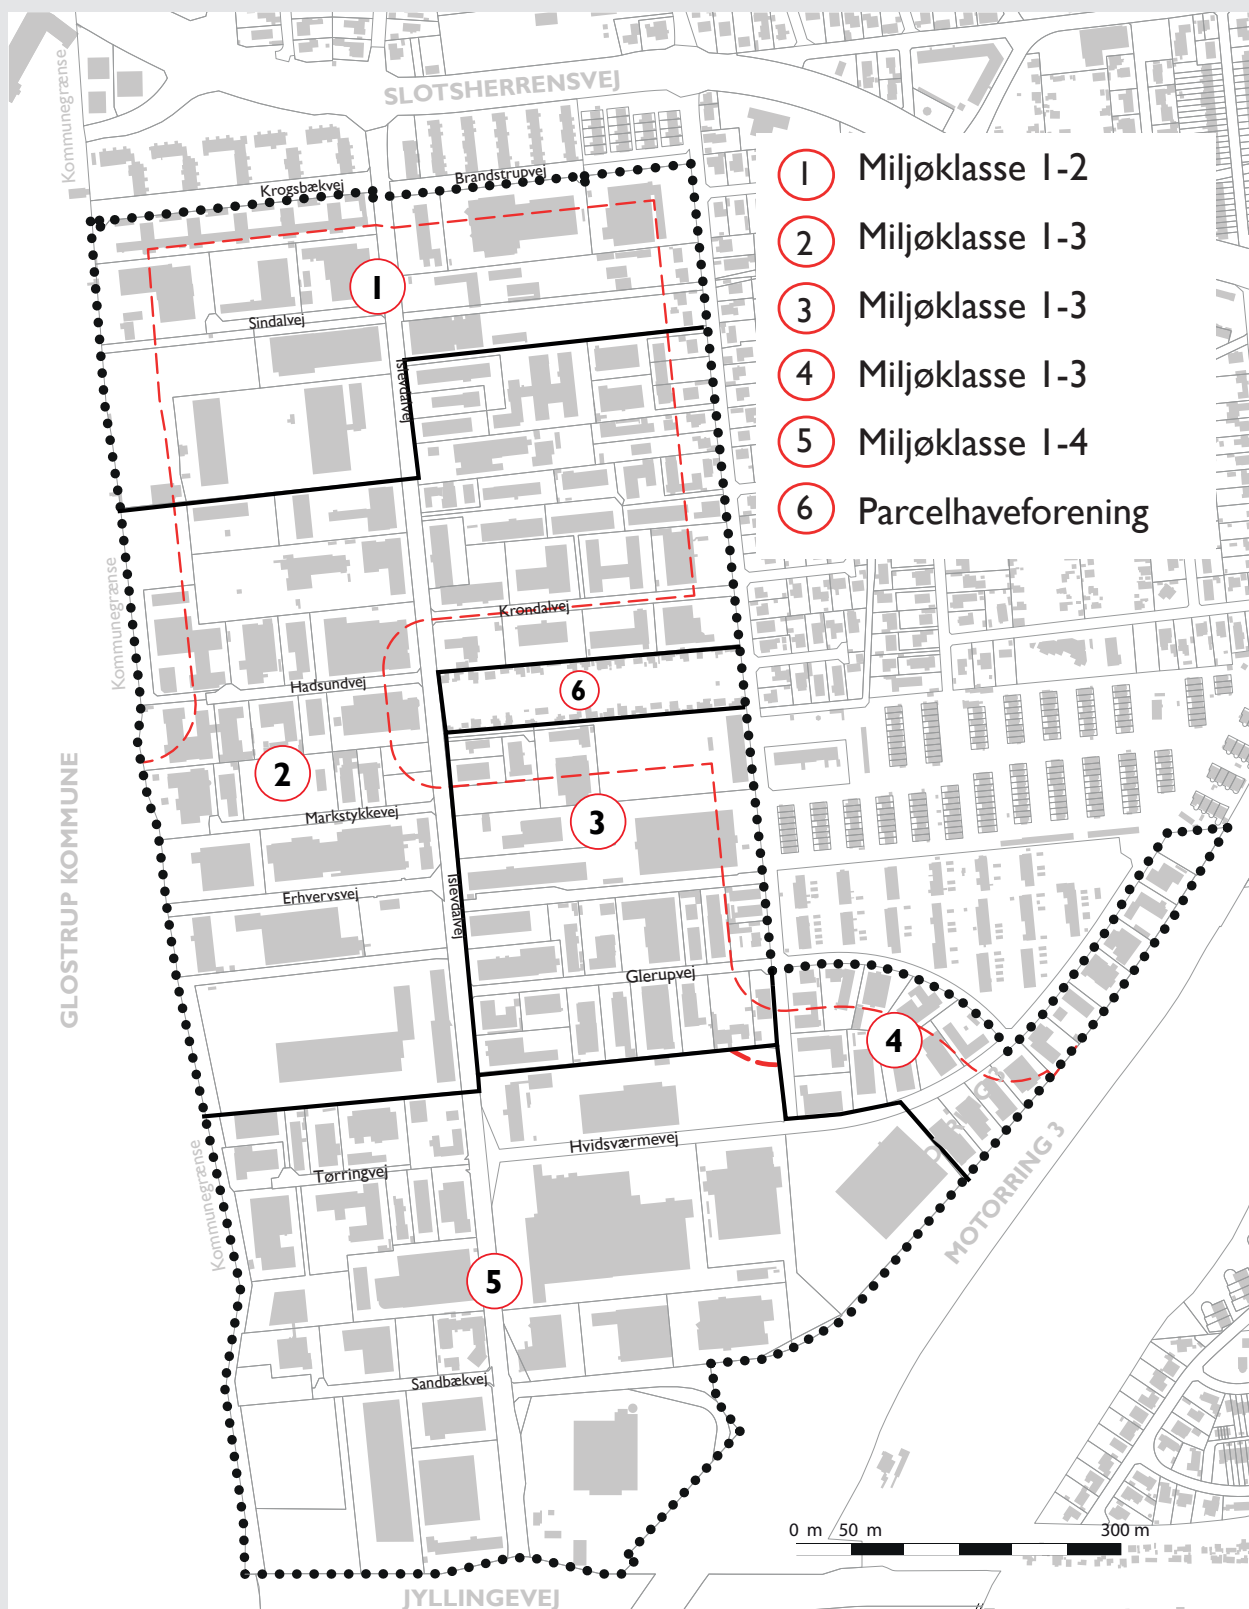 Kommunegrænse
SLOTSHERRENSVEJ
Krogsbækvej
Brandstrupvej
1 Miljøklasse 1-2
2 Miljøklasse 1-3
3 Miljøklasse 1-3
4 Miljøklasse 1-3
5 Miljøklasse 1-4
6 Parcelhaveforening
1
Sindalvej
Islevdalvej
Kommunegrænse
Krondalvej
Hadsundvej
6
2
3
Markstykkevej
GLOSTRUP KOMMUNE
Erhvervsvej
Islevdalvej
Glerupvej
4
Hvidsværmevej
Kommunegrænse
Tørringvej
MOTORRING 3
5
Sandbækvej
0 m 50 m 300 m
JYLLINGEVEJ